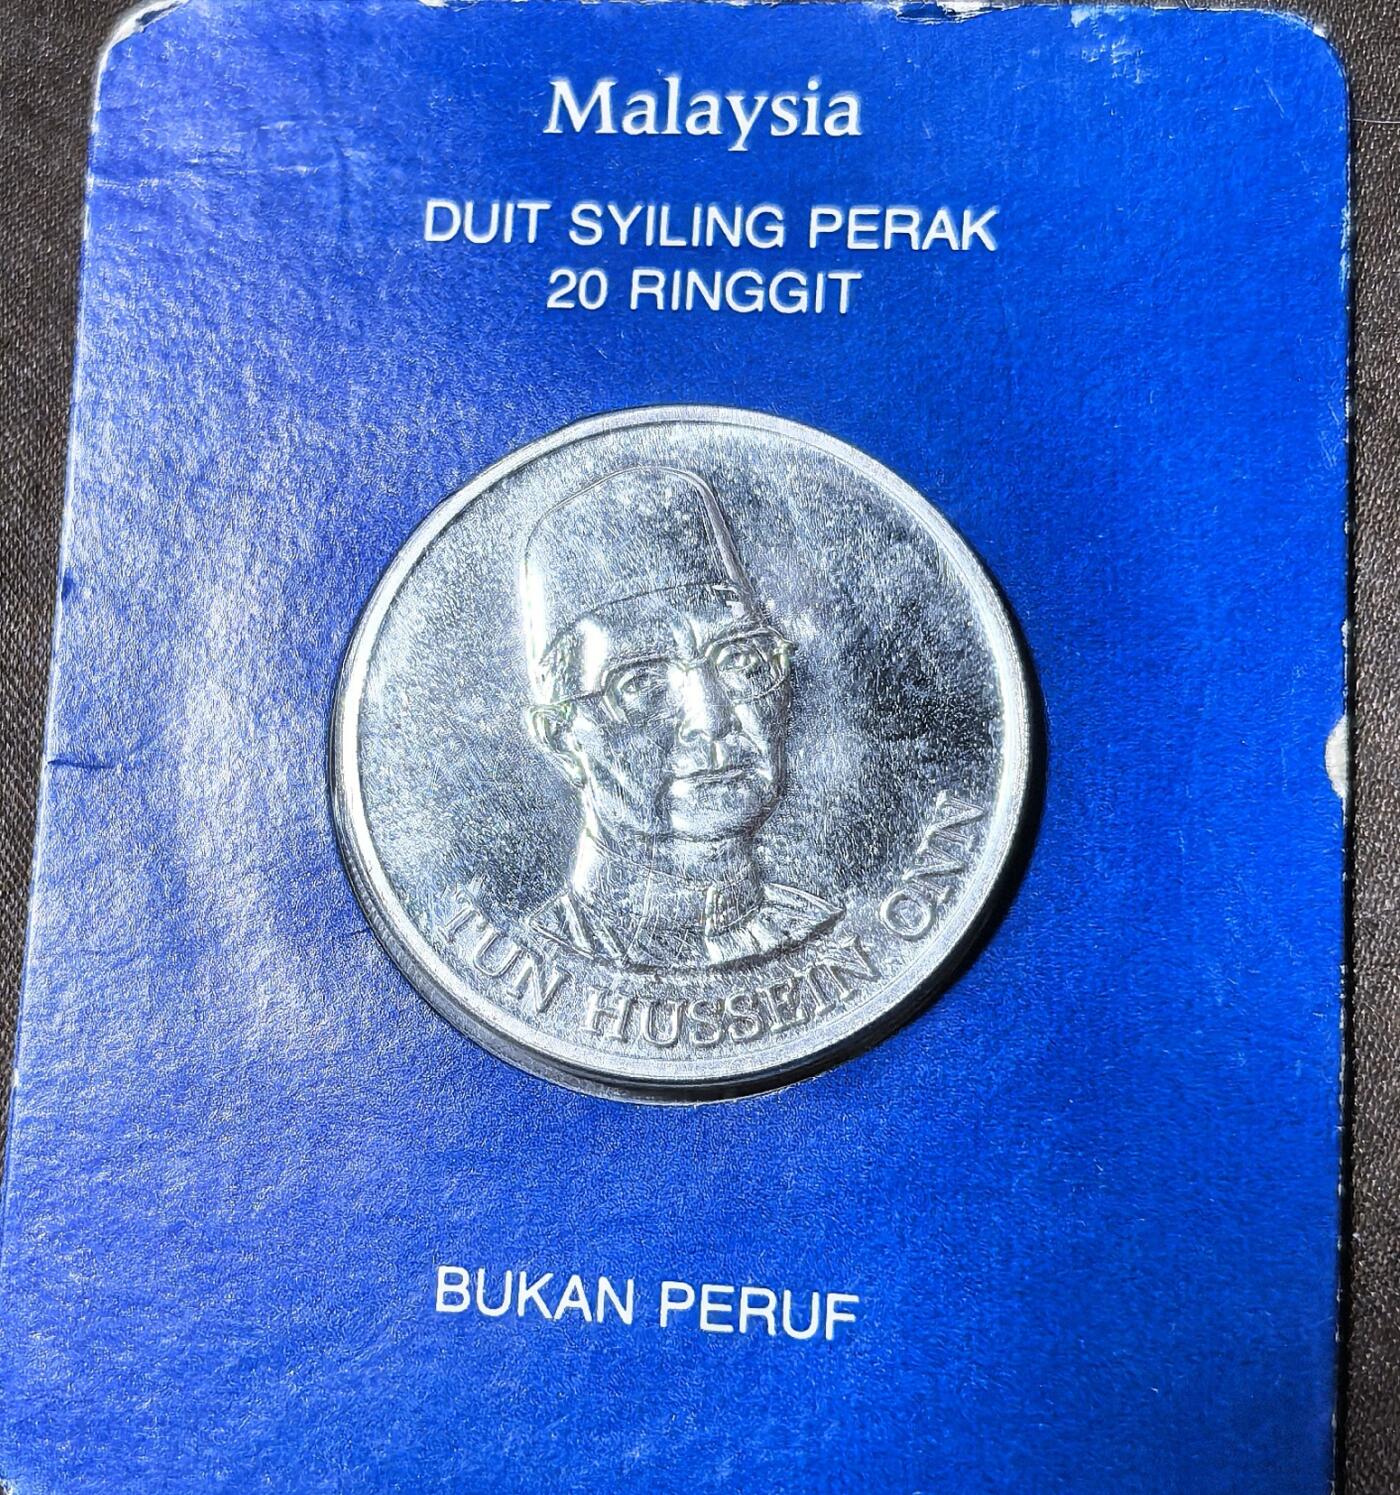 Malaysia
DUIT SYILING PERAK
20 RINGGIT
TUN HUSSEIN ONN
BUKAN PERUF